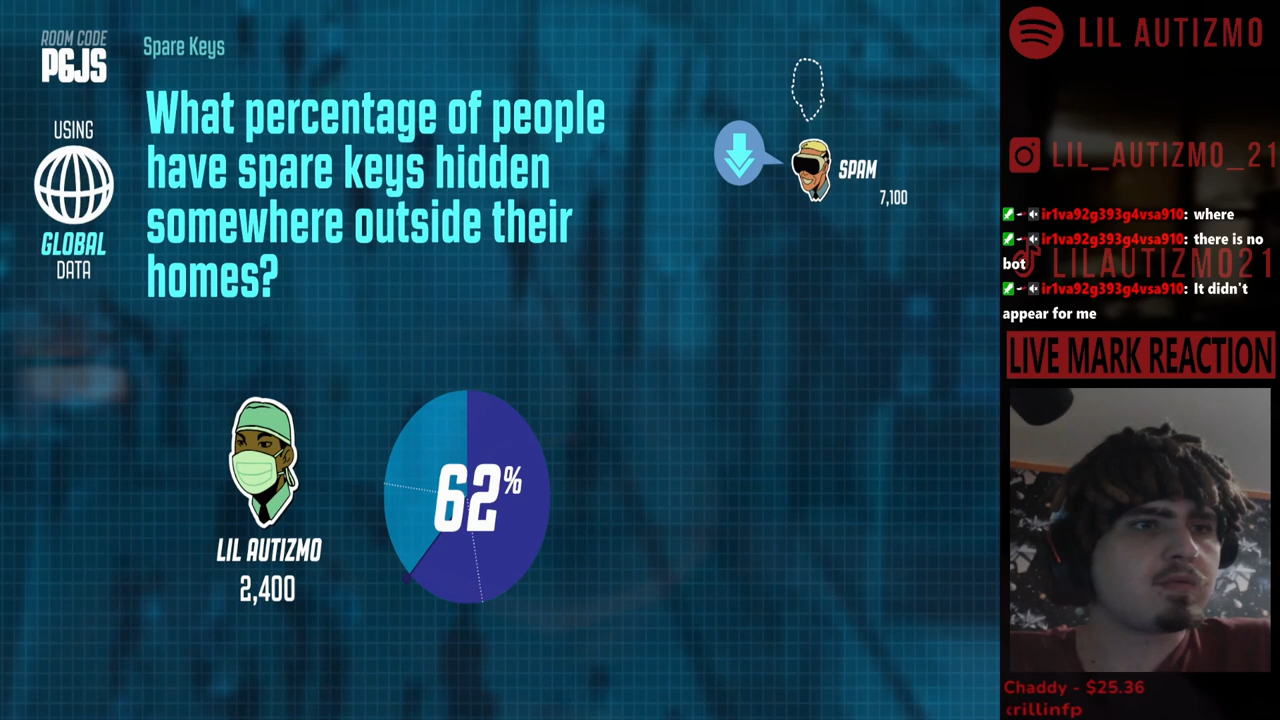 ROOM CODE
P6JS
Spare Keys
What percentage of people
have spare keys hidden
somewhere outside their
homes?
USING
GLOBAL
DATA
SPAM
7,100
62%
LIL AUTIZMO
2,400
LIL AUTIZMO
LIL_AUTIZMO_21
ir1va92g393g4vsa910: where
ir1va92g393g4vsa910: there is no
bot
LILAUTIZMO21
ir1va92g393g4vsa910: It didn't
appear for me
LIVE MARK REACTION
Chaddy - $25.36
krillinfp